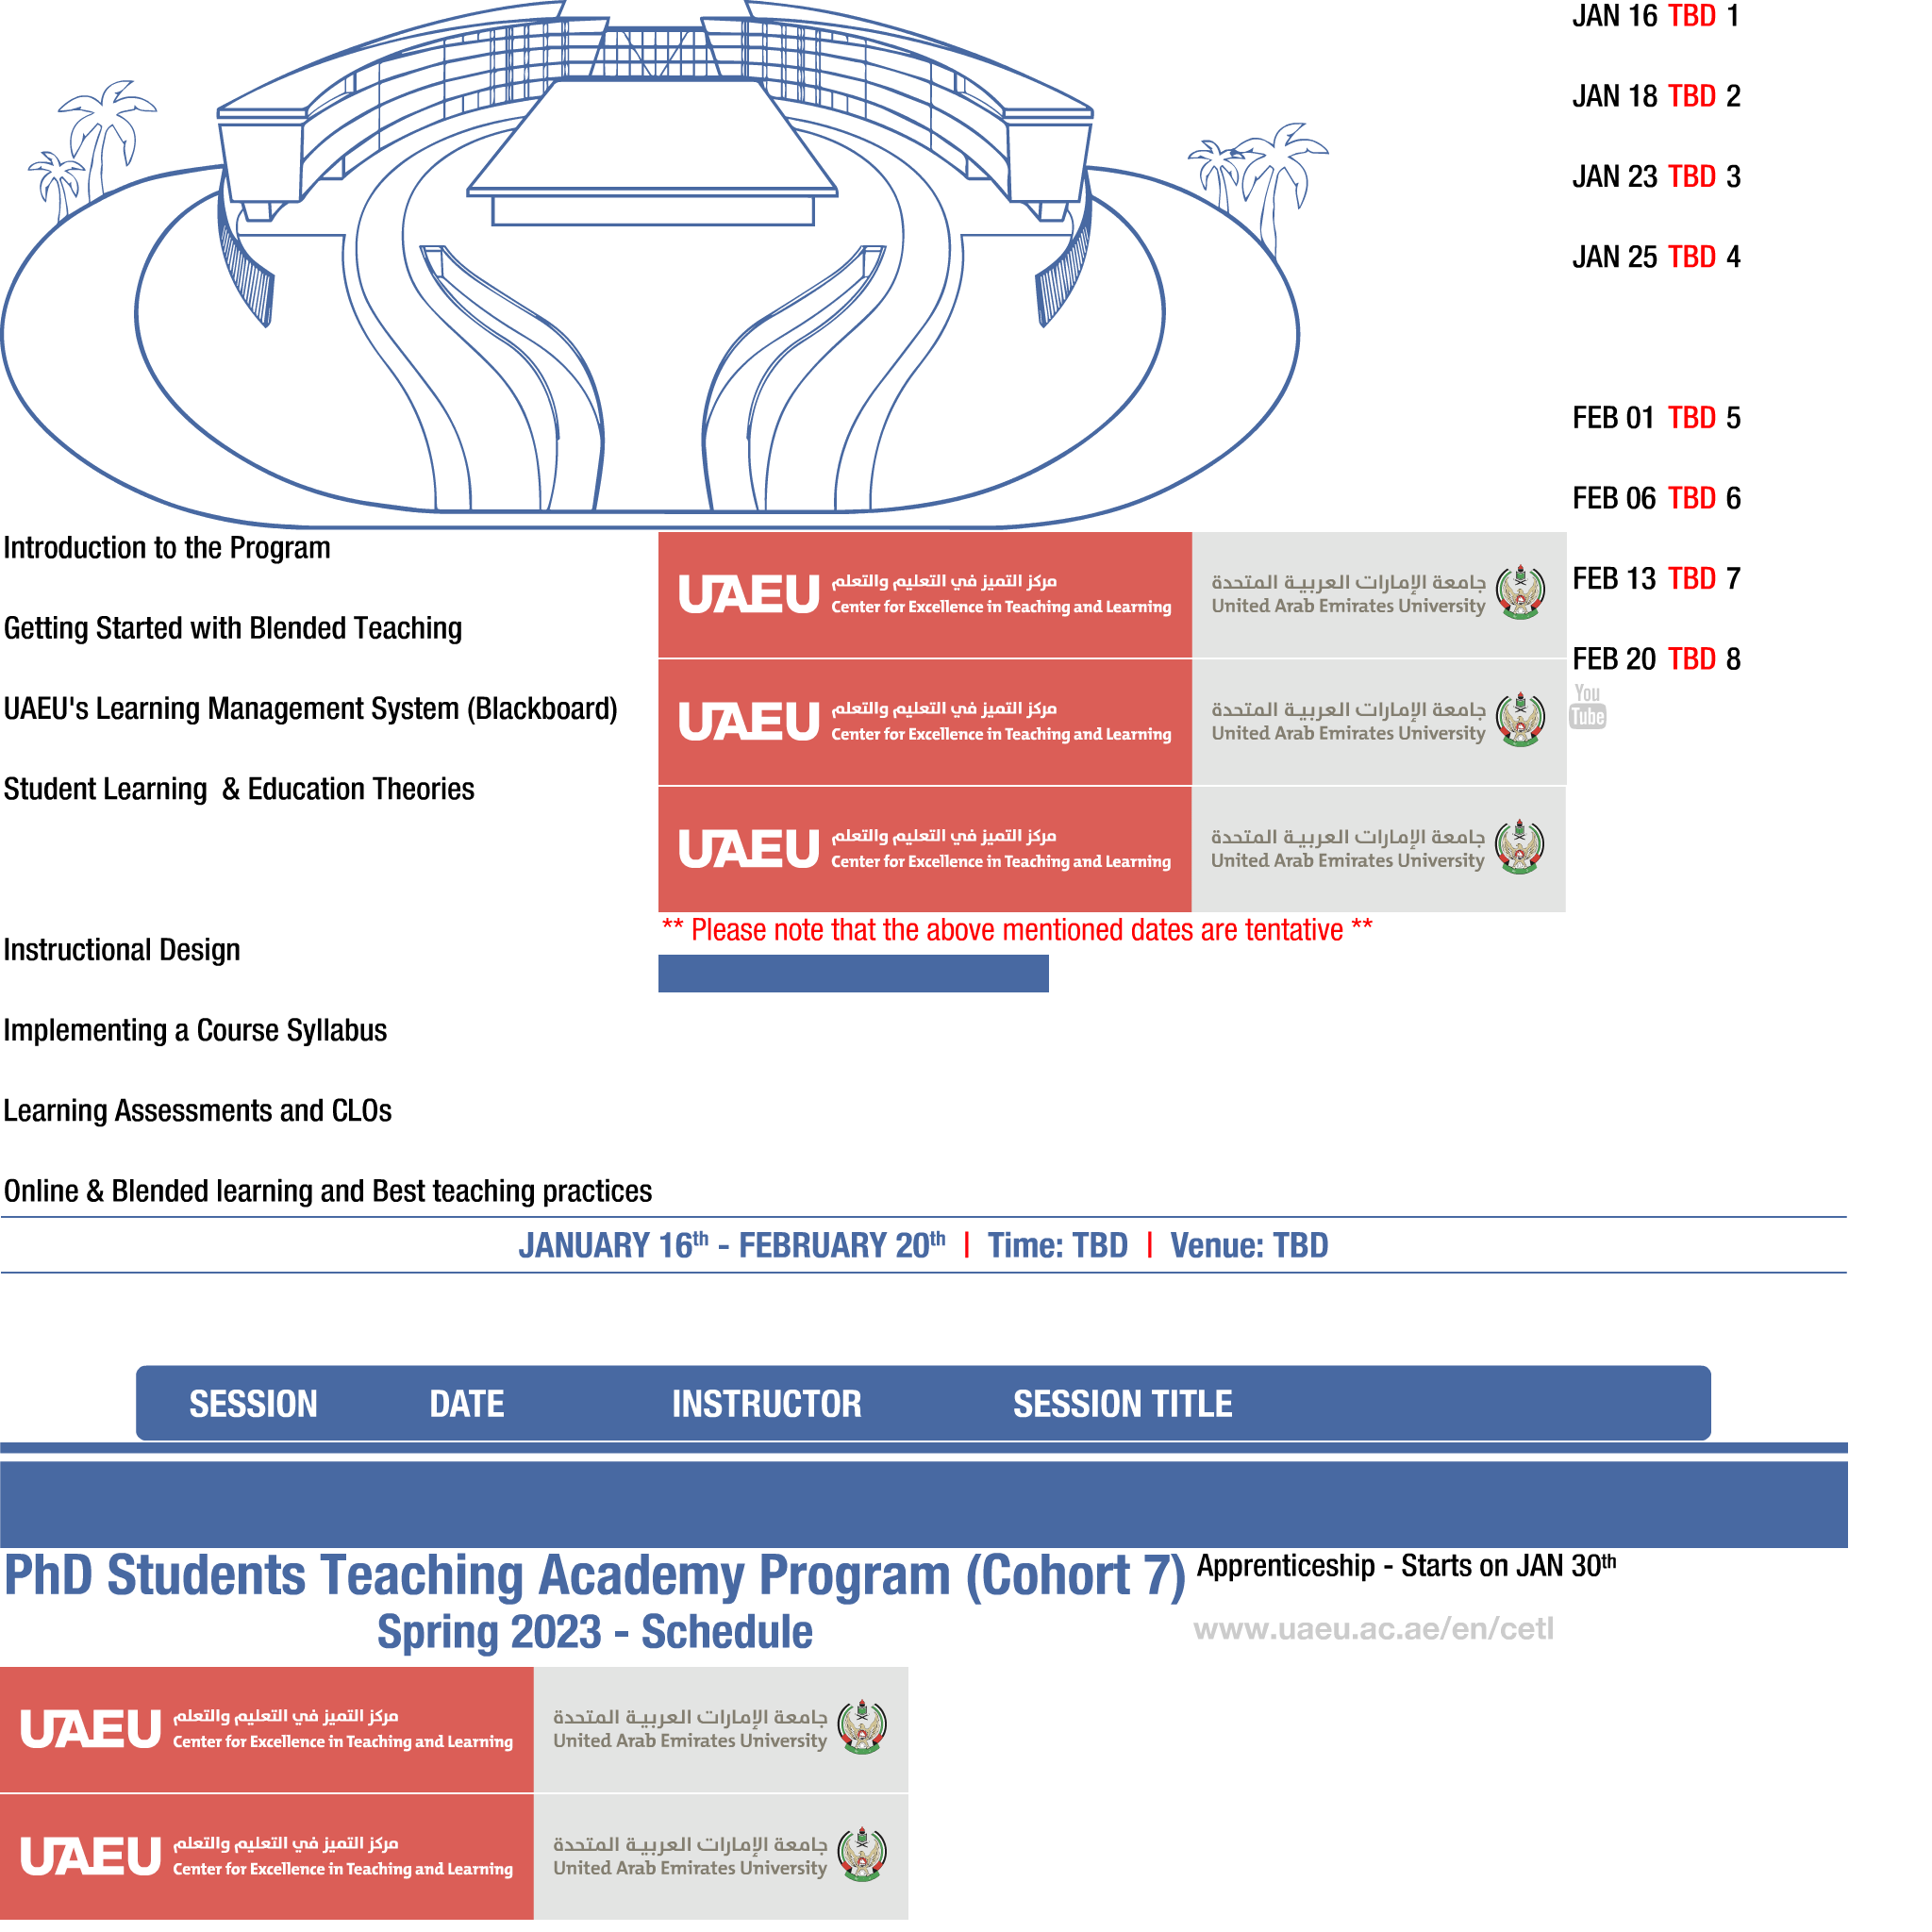 JAN 16 TBD 1
JAN 18 TBD 2
JAN 23 TBD 3
JAN 25 TBD 4
FEB 01 TBD 5
FEB 06 TBD 6
FEB 13 TBD 7
FEB 20 TBD 8
You
Tube
Introduction to the Program
Getting Started with Blended Teaching
UAEU's Learning Management System (Blackboard)
Student Learning & Education Theories
Instructional Design
Implementing a Course Syllabus
Learning Assessments and CLOs
Online & Blended learning and Best teaching practices
UAEU
مركز التميز في التعليم والتعلم
Center for Excellence in Teaching and Learning
جامعة الإمارات العربية المتحدة
United Arab Emirates University
UAEU
مركز التميز في التعليم والتعلم
Center for Excellence in Teaching and Learning
جامعة الإمارات العربية المتحدة
United Arab Emirates University
UAEU
مركز التميز في التعليم والتعلم
Center for Excellence in Teaching and Learning
جامعة الإمارات العربية المتحدة
United Arab Emirates University
** Please note that the above mentioned dates are tentative **
JANUARY 16th - FEBRUARY 20th | Time: TBD | Venue: TBD
SESSION DATE INSTRUCTOR SESSION TITLE
PhD Students Teaching Academy Program (Cohort 7)
Spring 2023 - Schedule
Apprenticeship - Starts on JAN 30th
www.uaeu.ac.ae/en/cetl
UAEU
مركز التميز في التعليم والتعلم
Center for Excellence in Teaching and Learning
جامعة الإمارات العربية المتحدة
United Arab Emirates University
UAEU
مركز التميز في التعليم والتعلم
Center for Excellence in Teaching and Learning
جامعة الإمارات العربية المتحدة
United Arab Emirates University